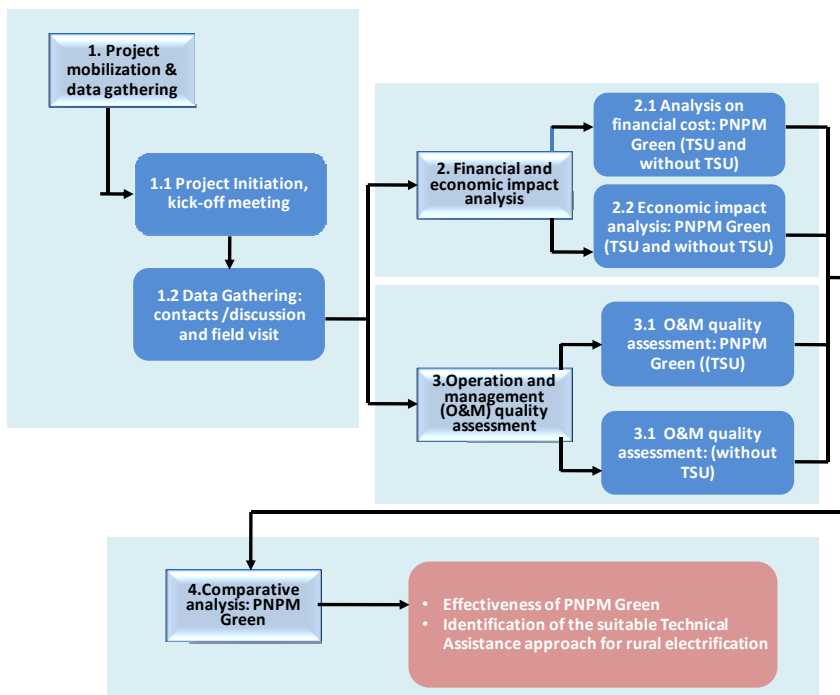 1. Project
mobilization &
data gathering
1.1 Project Initiation,
kick-off meeting
1.2 Data Gathering:
contacts /discussion
and field visit
2. Financial and
economic impact
analysis
2.1 Analysis on
financial cost: PNPM
Green (TSU and
without TSU)
2.2 Economic impact
analysis: PNPM Green
(TSU and without TSU)
3.Operation and
management
(O&M) quality
assessment
3.1 O&M quality
assessment: PNPM
Green ((TSU)
3.1 O&M quality
assessment: (without
TSU)
4.Comparative
analysis: PNPM
Green
• Effectiveness of PNPM Green
• Identification of the suitable Technical
Assistance approach for rural electrification